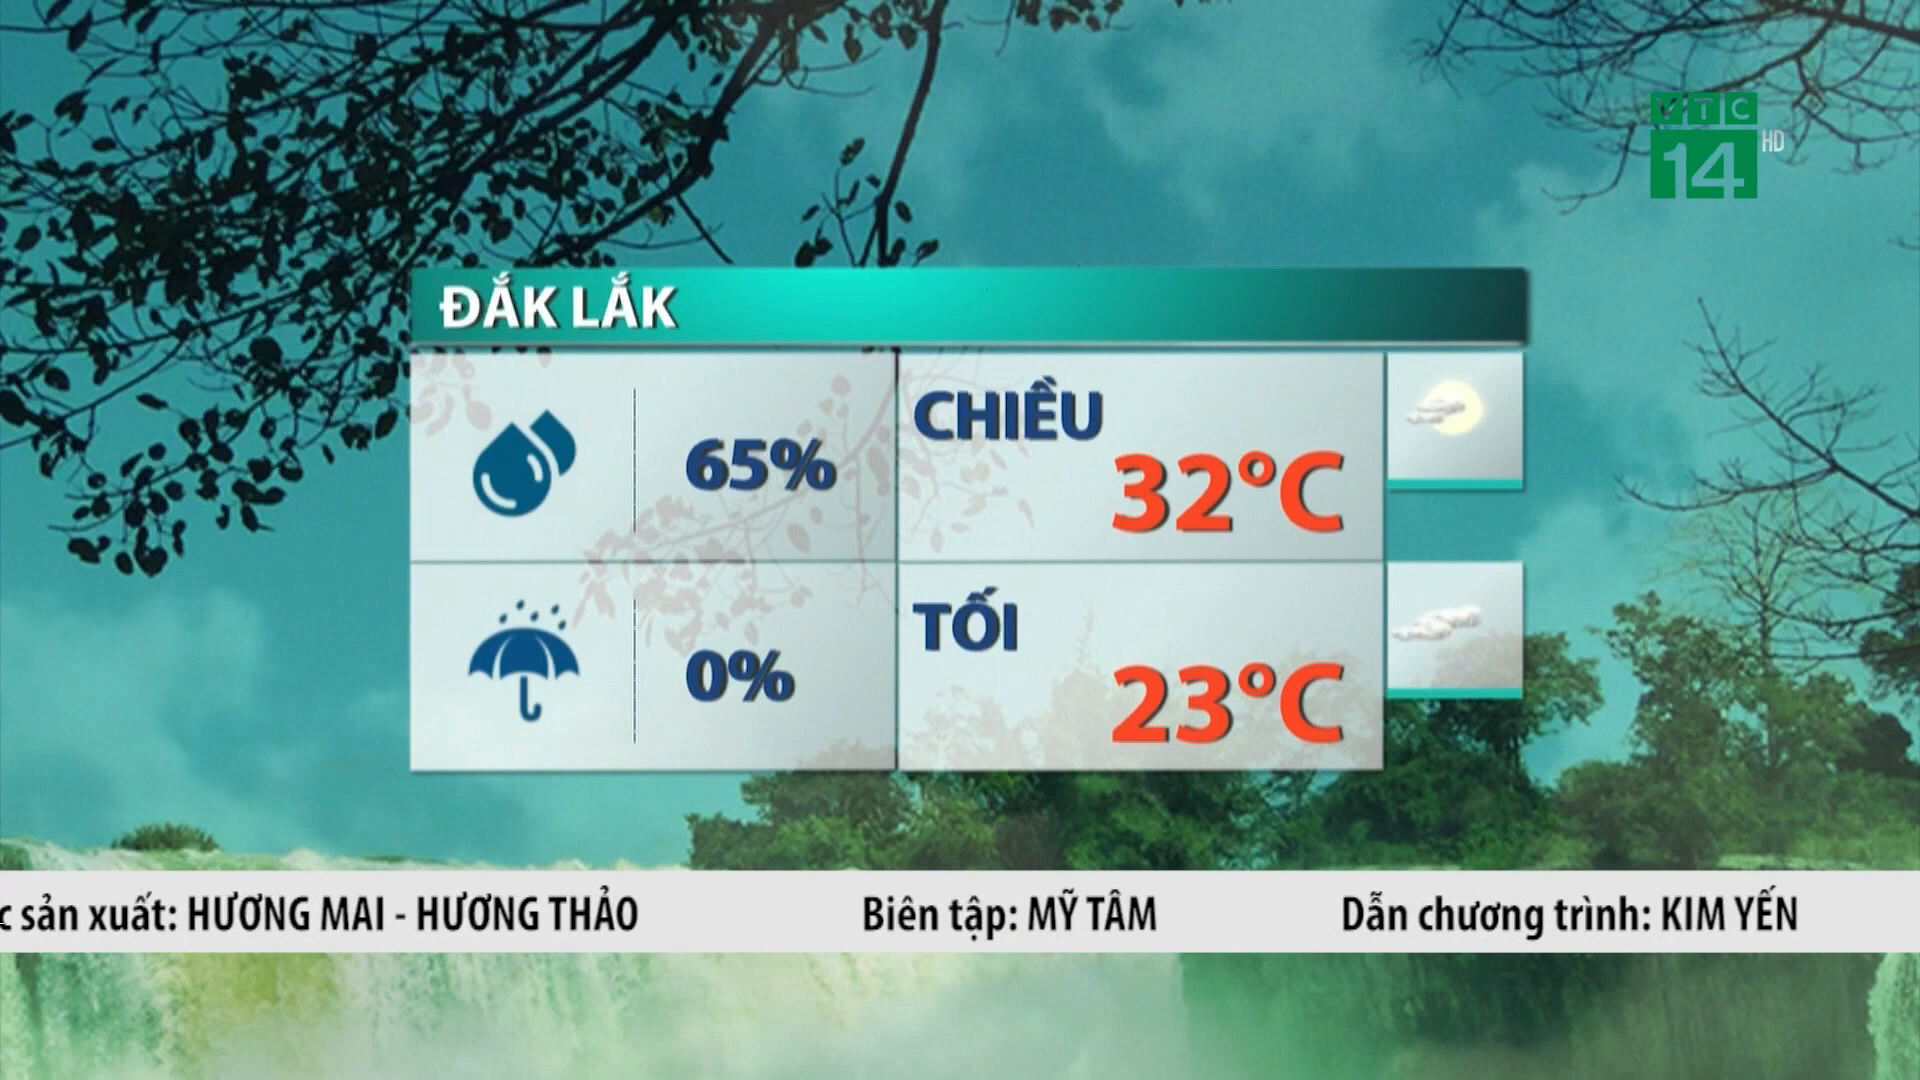 VTC
14 HD
ĐẮK LẮK
65%
CHIỀU
32°C
0%
TỐI
23°C
c sản xuất: HƯƠNG MAI - HƯƠNG THẢO
Biên tập: MỸ TÂM
Dẫn chương trình: KIM YẾN